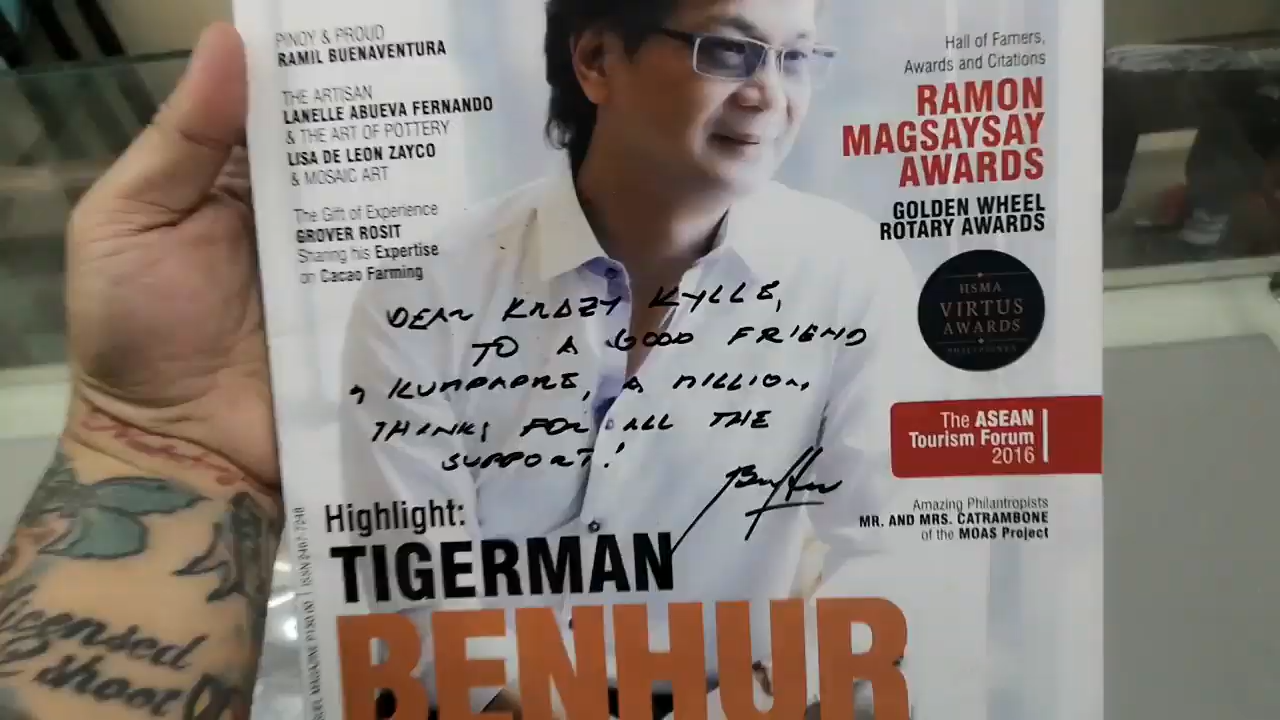 PINOY & PROUD
RAMIL BUENAVENTURA
THE ARTISAN
LANELLE ABUEVA FERNANDO
& THE ART OF POTTERY
LISA DE LEON ZAYCO
& MOSAIC ART
The Gift of Experience
GROVER ROSIT
Sharing his Expertise
on Cacao Farming
Hall of Famers,
Awards and Citations
RAMON
MAGSAYSAY
AWARDS
GOLDEN WHEEL
ROTARY AWARDS
HSMA
VIRTUS
AWARDS
PHILIPPINES
The ASEAN
Tourism Forum
2016
Amazing Philantropists
MR. AND MRS. CATRAMBONE
of the MOAS Project
DEAR KRAZY KYLLE,
TO A GOOD FRIEND
KUMPARE, A MILLION
THANKS FOR ALL THE
SUPPORT!
Highlight:
TIGERMAN
BENHUR
licensed
shoot